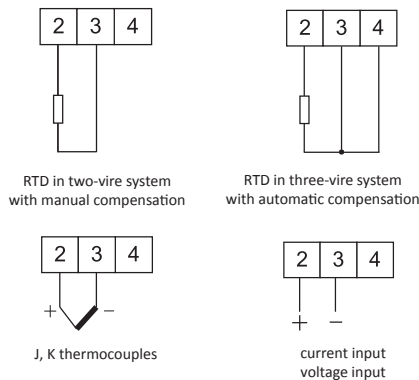 2 3 4
2 3 4
RTD in two-vire system
with manual compensation
RTD in three-vire system
with automatic compensation
2 3 4
+ −
J, K thermocouples
2 3 4
+ −
current input
voltage input